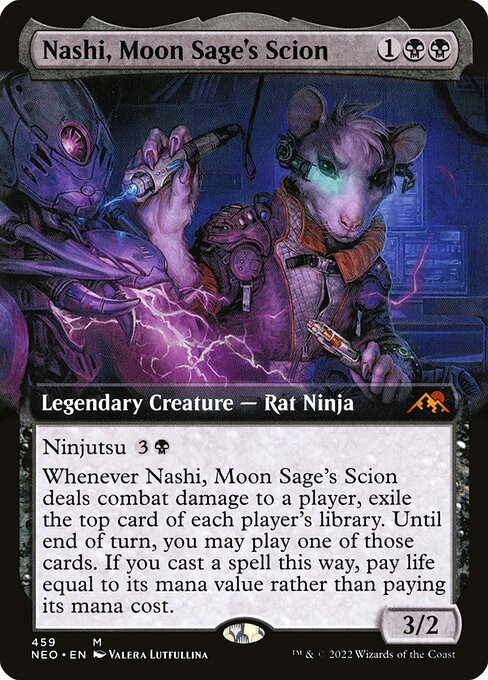 Nashi, Moon Sage's Scion 1
Legendary Creature — Rat Ninja
Ninjutsu 3
Whenever Nashi, Moon Sage's Scion
deals combat damage to a player, exile
the top card of each player's library. Until
end of turn, you may play one of those
cards. If you cast a spell this way, pay life
equal to its mana value rather than paying
its mana cost.
3/2
459 M
NEO • EN VALERA LUTFULLINA
™ & © 2022 Wizards of the Coast